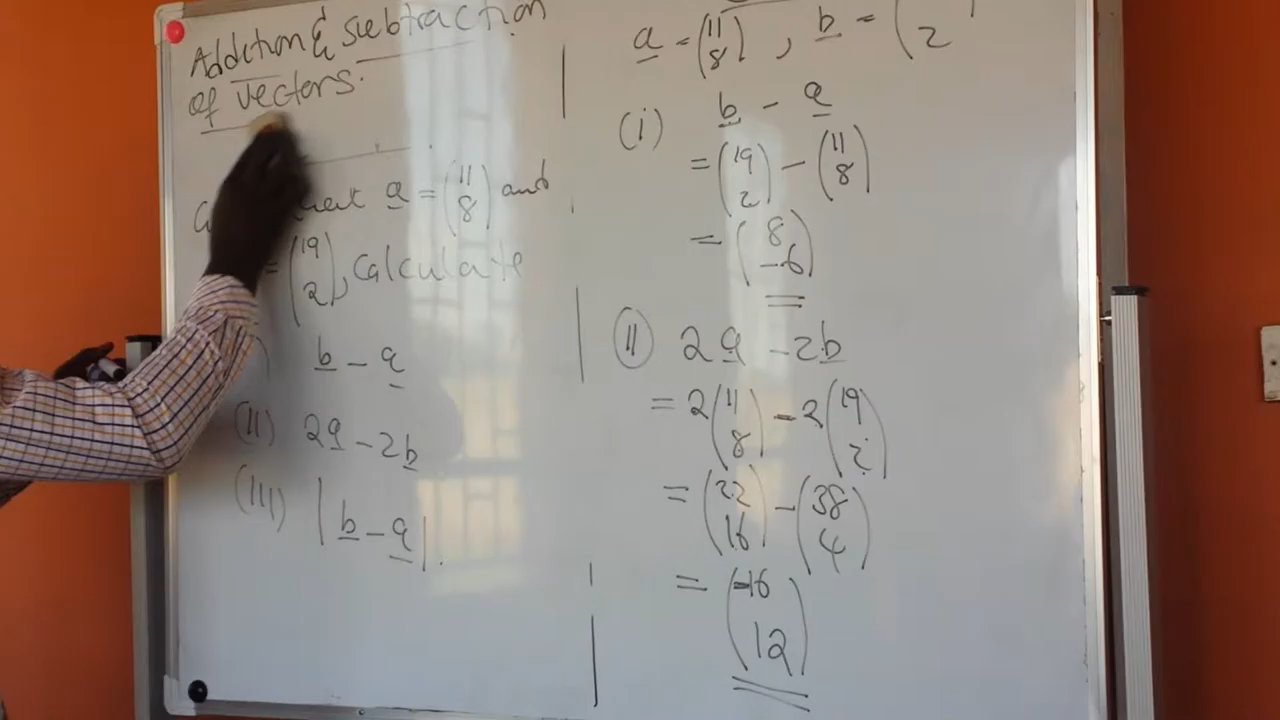 Addition & subtraction
of vectors.
a = (11 8) and
= (19 2), calculate
b - a
(II) 2a - 2b
(III) |b - a|.
a = (11 8), b = ( 2
(i) b - a
= (19 2) - (11 8)
= (8 -6)
(II) 2a - 2b
= 2(11 8) - 2(19 2)
= (22 16) - (38 4)
= (-16 12)